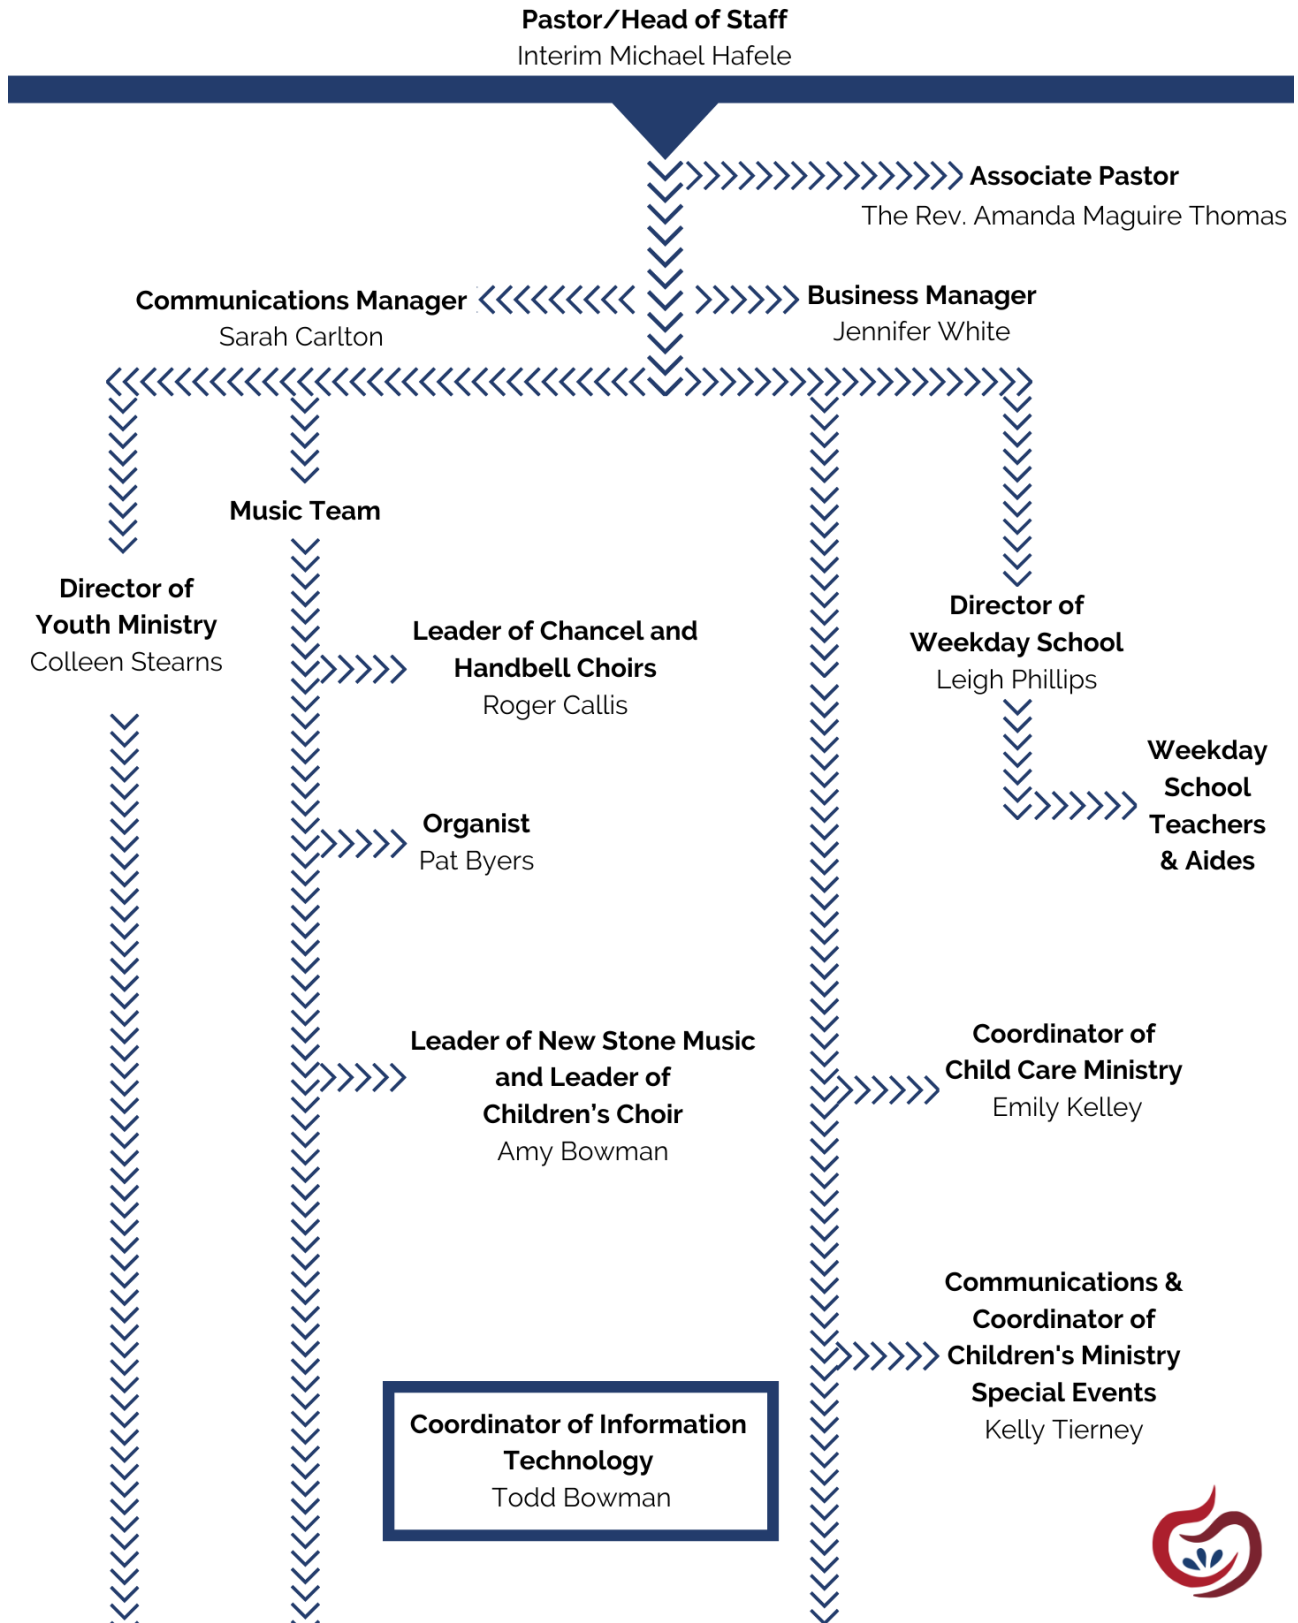 Pastor/Head of Staff
Interim Michael Hafele
Associate Pastor
The Rev. Amanda Maguire Thomas
Communications Manager
Sarah Carlton
Business Manager
Jennifer White
Music Team
Director of
Youth Ministry
Colleen Stearns
Leader of Chancel and
Handbell Choirs
Roger Callis
Director of
Weekday School
Leigh Phillips
Weekday
School
Teachers
& Aides
Organist
Pat Byers
Leader of New Stone Music
and Leader of
Children’s Choir
Amy Bowman
Coordinator of
Child Care Ministry
Emily Kelley
Communications &
Coordinator of
Children's Ministry
Special Events
Kelly Tierney
Coordinator of Information
Technology
Todd Bowman